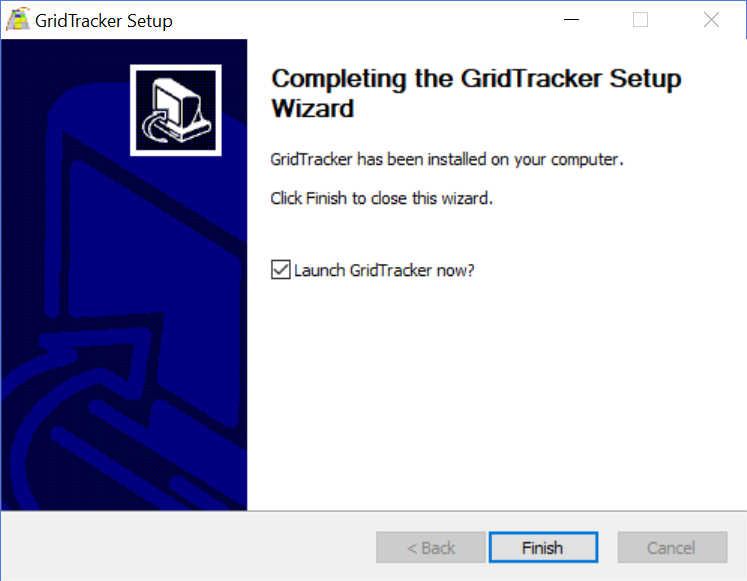 GridTracker Setup
Completing the GridTracker Setup
Wizard
GridTracker has been installed on your computer.
Click Finish to close this wizard.
Launch GridTracker now?
< Back
Finish
Cancel